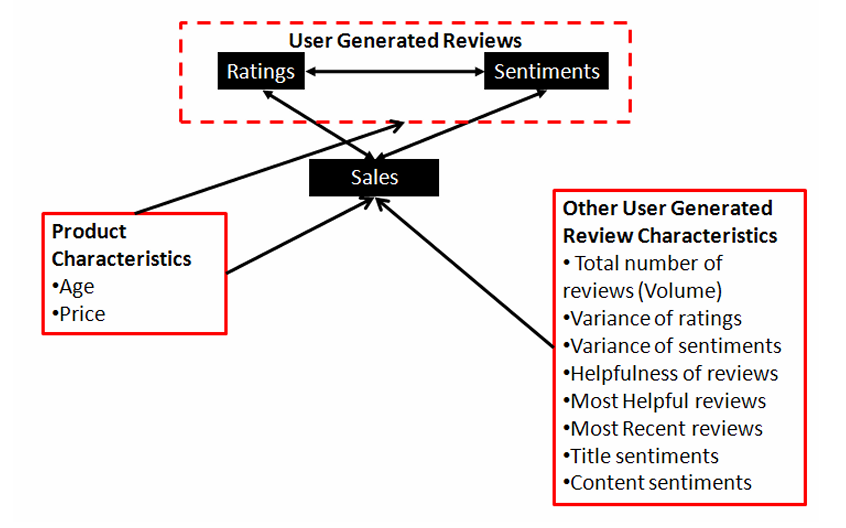 User Generated Reviews
Ratings
Sentiments
Sales
Product
Characteristics
•Age
•Price
Other User Generated
Review Characteristics
• Total number of
reviews (Volume)
•Variance of ratings
•Variance of sentiments
•Helpfulness of reviews
•Most Helpful reviews
•Most Recent reviews
•Title sentiments
•Content sentiments